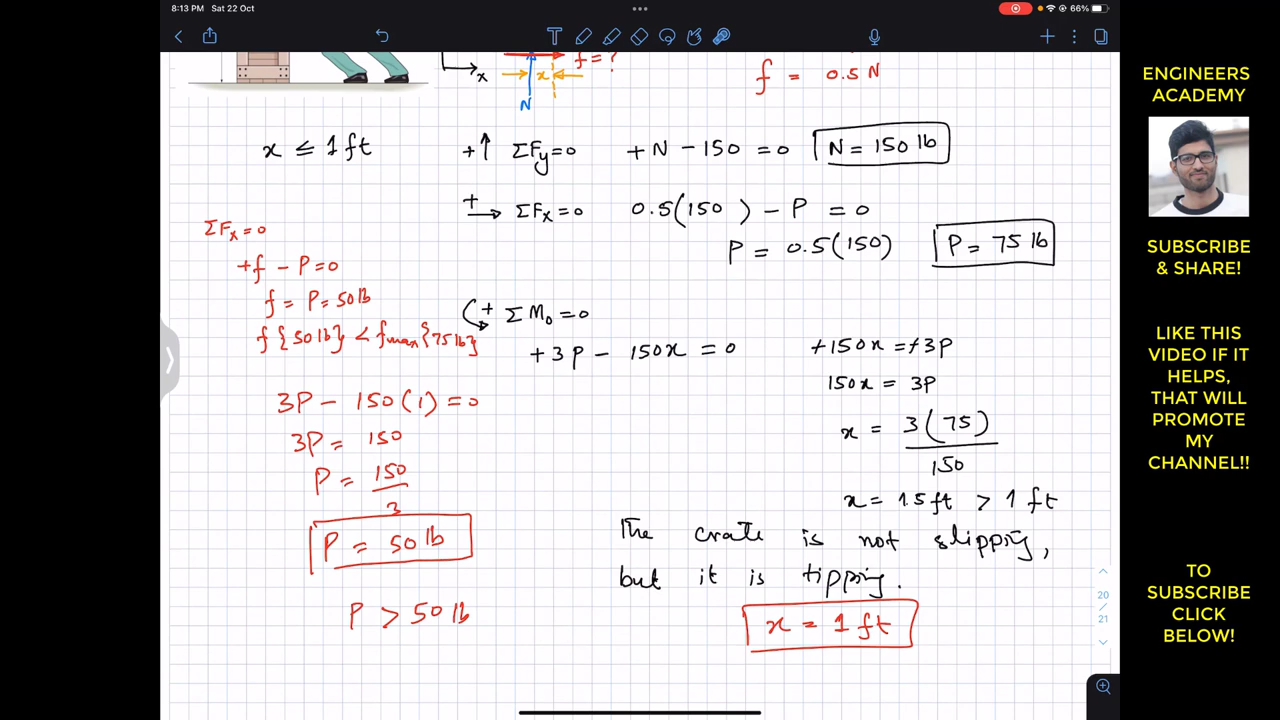 8:13 PM Sat 22 Oct
66%
f = ?
x
x
N
f = 0.5 N
x ≤ 1 ft
+↑ ΣFy=0 +N -150 = 0 N = 150 lb
+→ ΣFx=0 0.5(150) - P = 0
P = 0.5(150) P = 75 lb
ΣFx=0
+f - P=0
f = P = 50 lb
f {50 lb} < fmax {75 lb}
+ ΣMo=0
+3P - 150x = 0
3P - 150(1) = 0
3P = 150
P = 150/3
P = 50 lb
P > 50 lb
+150x = +3P
150x = 3P
x = 3(75)/150
x = 1.5 ft > 1 ft
The crate is not slipping,
but it is tipping.
x = 1 ft
20
/
21
ENGINEERS
ACADEMY
SUBSCRIBE
& SHARE!
LIKE THIS
VIDEO IF IT
HELPS,
THAT WILL
PROMOTE
MY
CHANNEL!!
TO
SUBSCRIBE
CLICK
BELOW!